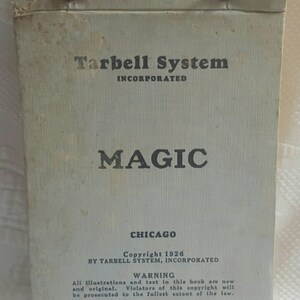 Tarbell System
INCORPORATED
MAGIC
CHICAGO
Copyright 1926
BY TARBELL SYSTEM, INCORPORATED
WARNING
All illustrations and text in this book are new
and original. Violators of this copyright will
be prosecuted to the fullest extent of the law.